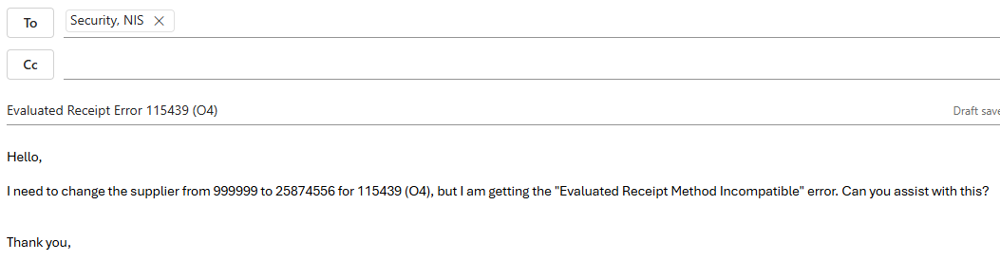 To Security, NIS
Cc
Evaluated Receipt Error 115439 (O4) Draft save
Hello,
I need to change the supplier from 999999 to 25874556 for 115439 (O4), but I am getting the "Evaluated Receipt Method Incompatible" error. Can you assist with this?
Thank you,